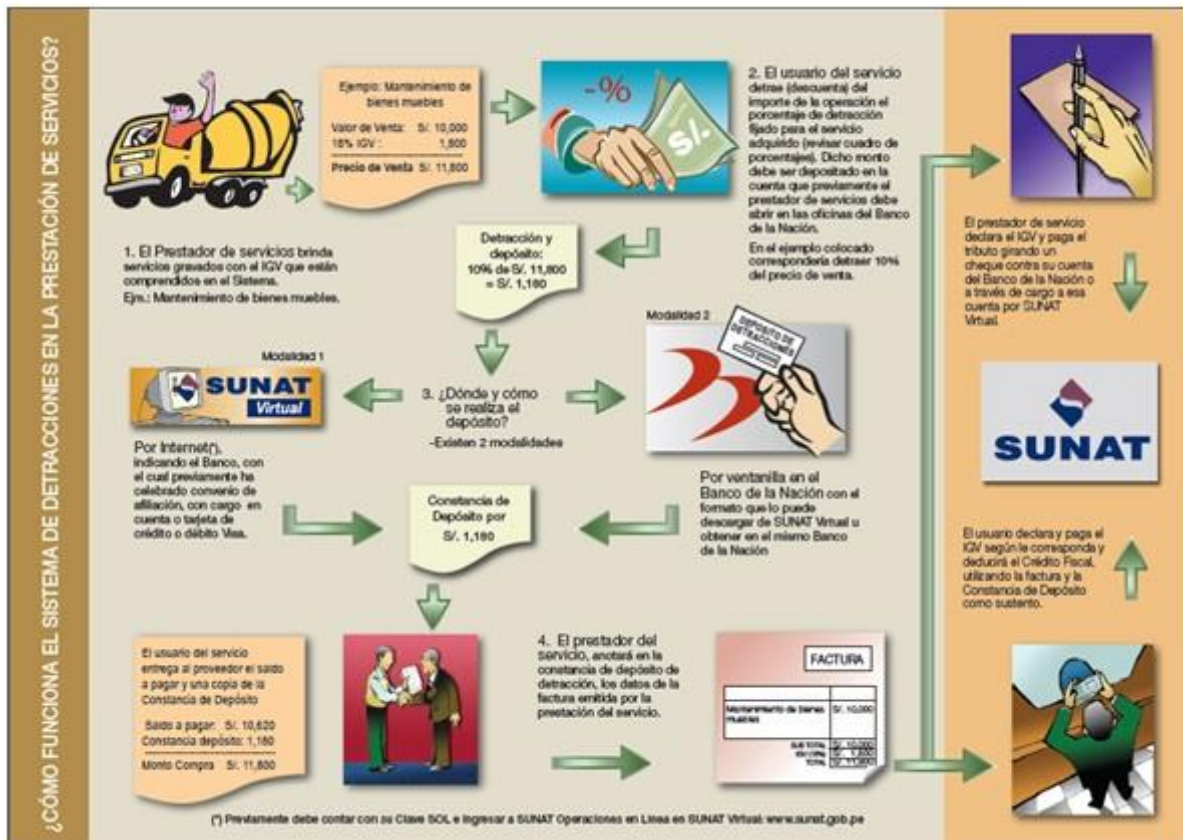 ¿CÓMO FUNCIONA EL SISTEMA DE DETRACCIONES EN LA PRESTACIÓN DE SERVICIOS?
Ejemplo: Mantenimiento de
bienes muebles
Valor de Venta: S/. 10,000
18% IGV : 1,800
Precio de Venta S/. 11,800
1. El Prestador de servicios brinda
servicios gravados con el IGV que están
comprendidos en el Sistema.
Ejm.: Mantenimiento de bienes muebles.
-%
S/.
2. El usuario del servicio
detrae (descuenta) del
importe de la operación el
porcentaje de detracción
fijado para el servicio
adquirido (revisar cuadro de
porcentajes). Dicho monto
debe ser depositado en la
cuenta que previamente el
prestador de servicios debe
abrir en las oficinas del Banco
de la Nación.
En el ejemplo colocado
correspondería detraer 10%
del precio de venta.
Detracción y
depósito:
10% de S/. 11,800
= S/. 1,180
3. ¿Dónde y cómo
se realiza el
depósito?
-Existen 2 modalidades
Modalidad 1
SUNAT
Virtual
Por Internet(*),
indicando el Banco, con
el cual previamente ha
celebrado convenio de
afiliación, con cargo en
cuenta o tarjeta de
crédito o débito Visa.
Modalidad 2
DEPOSITO DE
DETRACCIONES
Por ventanilla en el
Banco de la Nación con el
formato que lo puede
descargar de SUNAT Virtual u
obtener en el mismo Banco
de la Nación
Constancia de
Depósito por
S/. 1,180
El usuario del servicio
entrega al proveedor el saldo
a pagar y una copia de la
Constancia de Depósito
Saldo a pagar: S/. 10,620
Constancia depósito: 1,180
Monto Compra S/. 11,800
4. El prestador del
servicio, anotará en la
constancia de depósito de
detracción, los datos de la
factura emitida por la
prestación del servicio.
FACTURA
Mantenimiento de bienes
muebles S/. 10,000
SUB TOTAL S/. 10,000
IGV (18%) S/. 1,800
TOTAL S/. 11,800
El prestador de servicio
declara el IGV y paga el
tributo girando un
cheque contra su cuenta
del Banco de la Nación o
a través de cargo a esa
cuenta por SUNAT
Virtual.
SUNAT
El usuario declara y paga el
IGV según le corresponda y
deducirá el Crédito Fiscal,
utilizando la factura y la
Constancia de Depósito
como sustento.
(*) Previamente debe contar con su Clave SOL e ingresar a SUNAT Operaciones en Línea en SUNAT Virtual: www.sunat.gob.pe